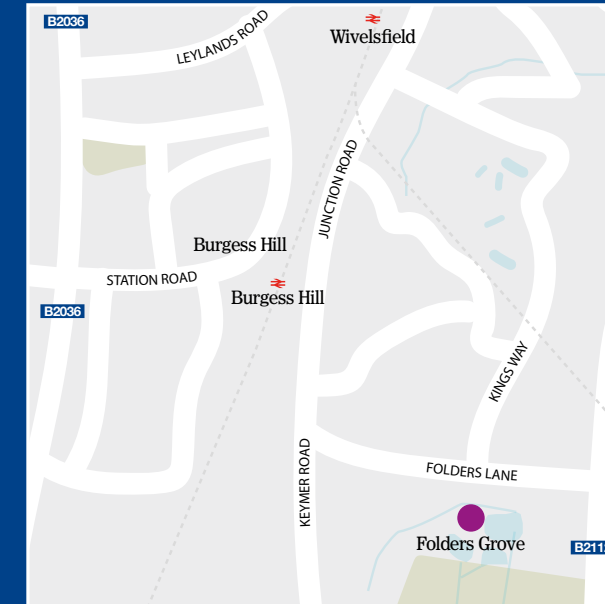 B2036
LEYLANDS ROAD
Wivelsfield
JUNCTION ROAD
Burgess Hill
STATION ROAD
Burgess Hill
B2036
KINGS WAY
KEYMER ROAD
FOLDERS LANE
Folders Grove